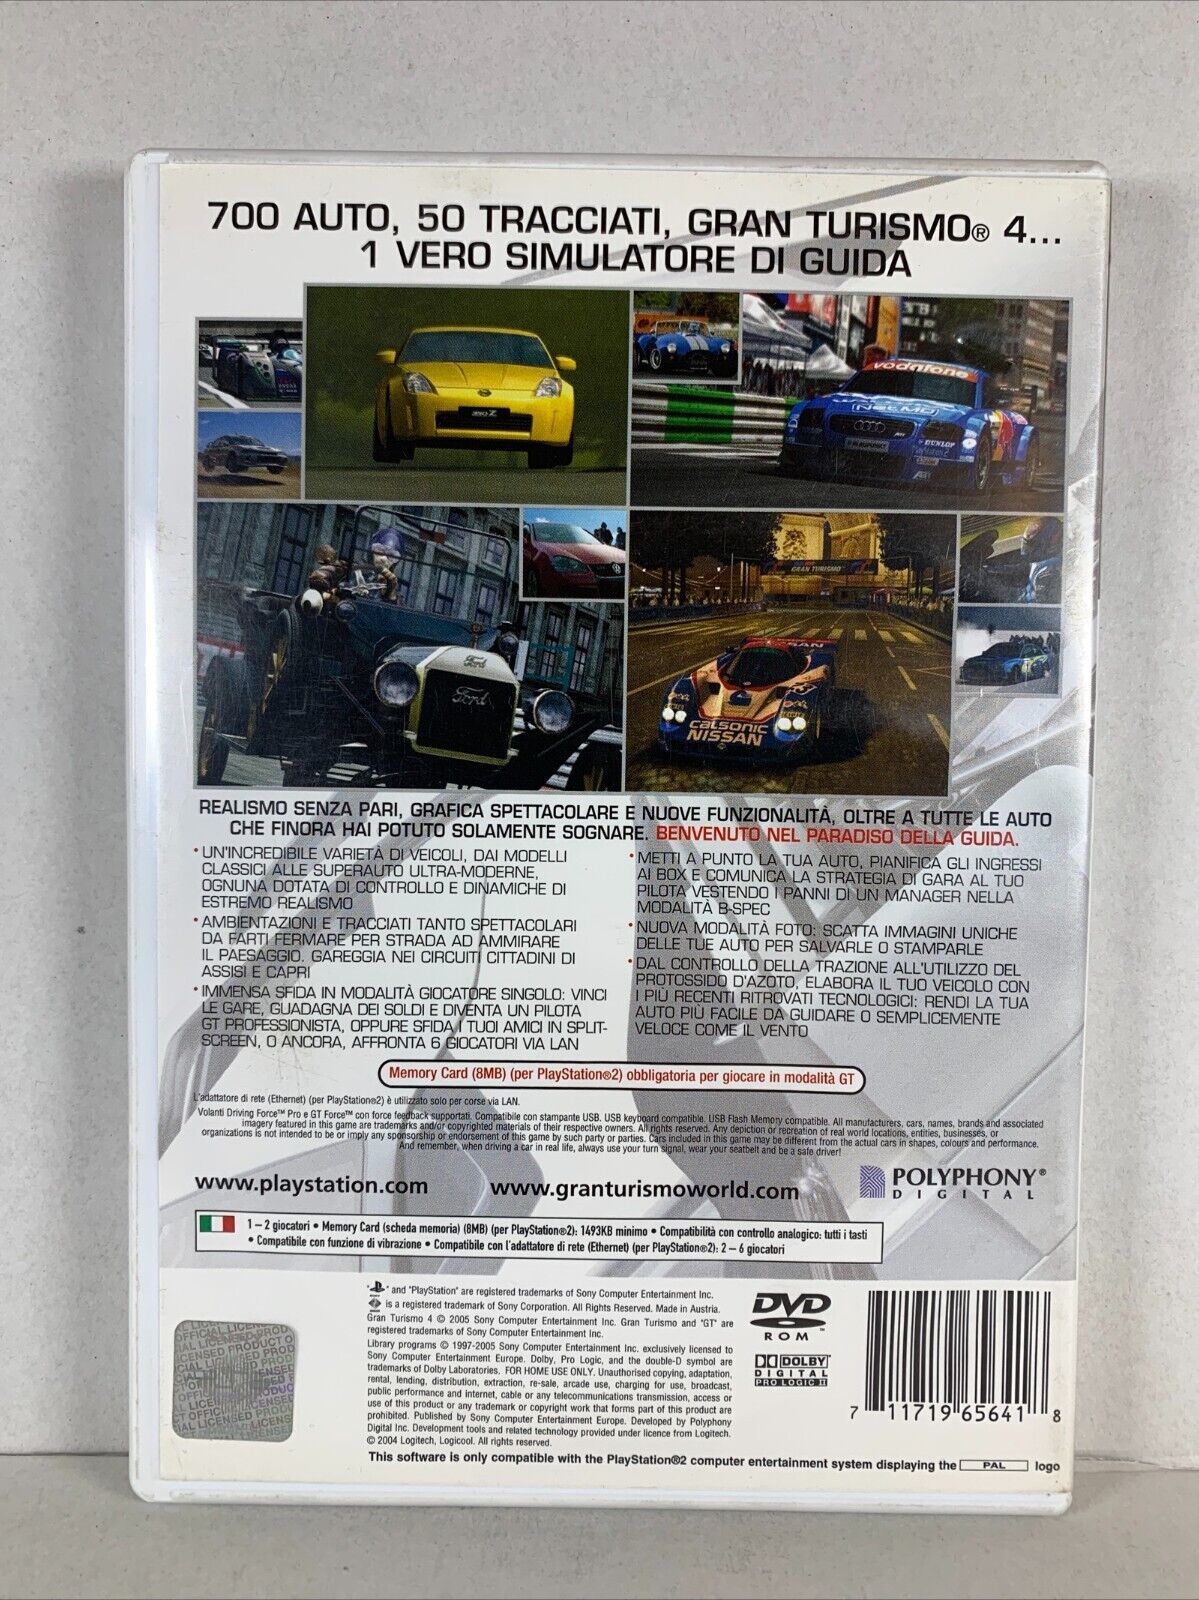 700 AUTO, 50 TRACCIATI, GRAN TURISMO® 4...
1 VERO SIMULATORE DI GUIDA
350Z
vodafone
Net MD
DUNLOP
PlayStation 2
ABT
Ford
Ford
GRAN TURISMO
NISSAN
calsonic
NISSAN
REALISMO SENZA PARI, GRAFICA SPETTACOLARE E NUOVE FUNZIONALITÀ, OLTRE A TUTTE LE AUTO
CHE FINORA HAI POTUTO SOLAMENTE SOGNARE. BENVENUTO NEL PARADISO DELLA GUIDA.
• UN'INCREDIBILE VARIETÀ DI VEICOLI, DAI MODELLI
CLASSICI ALLE SUPERAUTO ULTRA-MODERNE,
OGNUNA DOTATA DI CONTROLLO E DINAMICHE DI
ESTREMO REALISMO
• AMBIENTAZIONI E TRACCIATI TANTO SPETTACOLARI
DA FARTI FERMARE PER STRADA AD AMMIRARE
IL PAESAGGIO. GAREGGIA NEI CIRCUITI CITTADINI DI
ASSISI E CAPRI
• IMMENSA SFIDA IN MODALITÀ GIOCATORE SINGOLO: VINCI
LE GARE, GUADAGNA DEI SOLDI E DIVENTA UN PILOTA
GT PROFESSIONISTA, OPPURE SFIDA I TUOI AMICI IN SPLIT-
SCREEN, O ANCORA, AFFRONTA 6 GIOCATORI VIA LAN
• METTI A PUNTO LA TUA AUTO, PIANIFICA GLI INGRESSI
AI BOX E COMUNICA LA STRATEGIA DI GARA AL TUO
PILOTA VESTENDO I PANNI DI UN MANAGER NELLA
MODALITÀ B-SPEC
• NUOVA MODALITÀ FOTO: SCATTA IMMAGINI UNICHE
DELLE TUE AUTO PER SALVARLE O STAMPARLE
• DAL CONTROLLO DELLA TRAZIONE ALL'UTILIZZO DEL
PROTOSSIDO D'AZOTO, ELABORA IL TUO VEICOLO CON
I PIÙ RECENTI RITROVATI TECNOLOGICI: RENDI LA TUA
AUTO PIÙ FACILE DA GUIDARE O SEMPLICEMENTE
VELOCE COME IL VENTO
Memory Card (8MB) (per PlayStation®2) obbligatoria per giocare in modalità GT
L'adattatore di rete (Ethernet) (per PlayStation®2) è utilizzato solo per corse via LAN.
Volanti Driving Force™ Pro e GT Force™ con force feedback supportati. Compatibile con stampante USB. USB keyboard compatible. USB Flash Memory compatible. All manufacturers, cars, names, brands and associated
imagery featured in this game are trademarks and/or copyrighted materials of their respective owners. All rights reserved. Any depiction or recreation of real world locations, entities, businesses, or
organizations is not intended to be or imply any sponsorship or endorsement of this game by such party or parties. Cars included in this game may be different from the actual cars in shapes, colours and performance.
And remember, when driving a car in real life, always use your turn signal, wear your seatbelt and be a safe driver!
www.playstation.com
www.granturismoworld.com
POLYPHONY®
DIGITAL
1 – 2 giocatori • Memory Card (scheda memoria) (8MB) (per PlayStation®2): 1493KB minimo • Compatibilità con controllo analogico: tutti i tasti
• Compatibile con funzione di vibrazione • Compatibile con l'adattatore di rete (Ethernet) (per PlayStation®2): 2 – 6 giocatori
" " and "PlayStation" are registered trademarks of Sony Computer Entertainment Inc.
is a registered trademark of Sony Corporation. All Rights Reserved. Made in Austria.
Gran Turismo 4 © 2005 Sony Computer Entertainment Inc. Gran Turismo and "GT" are
registered trademarks of Sony Computer Entertainment Inc.
Library programs © 1997-2005 Sony Computer Entertainment Inc. exclusively licensed to
Sony Computer Entertainment Europe. Dolby, Pro Logic, and the double-D symbol are
trademarks of Dolby Laboratories. FOR HOME USE ONLY. Unauthorised copying, adaptation,
rental, lending, distribution, extraction, re-sale, arcade use, charging for use, broadcast,
public performance and internet, cable or any telecommunications transmission, access or
use of this product or any trademark or copyright work that forms part of this product are
prohibited. Published by Sony Computer Entertainment Europe. Developed by Polyphony
Digital Inc. Development tools and related technology provided under licence from Logitech.
© 2004 Logitech, Logicool. All rights reserved.
This software is only compatible with the PlayStation®2 computer entertainment system displaying the PAL logo
DVD
ROM
DOLBY
DIGITAL
PRO LOGIC II
7 11719 65641 8
OFFICIAL LICENSED PRODUCT